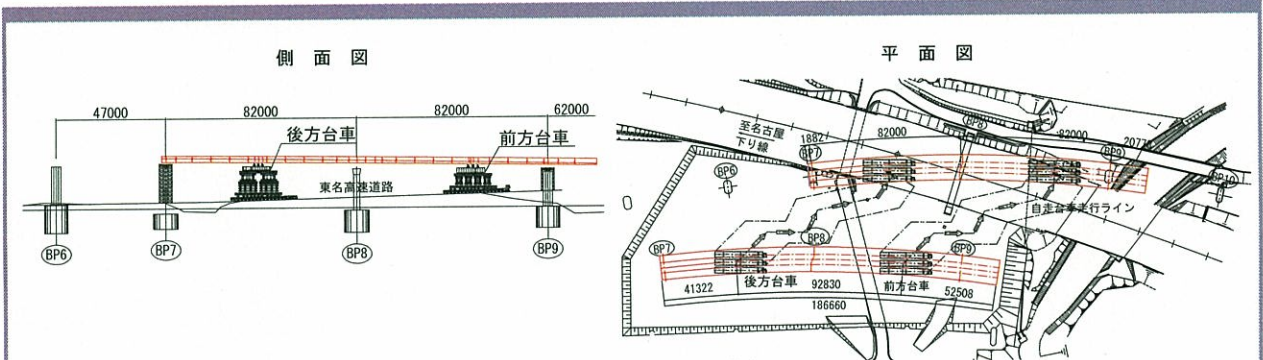 側面図
47000
82000
82000
62000
後方台車
前方台車
東名高速道路
BP6
BP7
BP8
BP9
平面図
至名古屋
下り線
1882
82000
BP8
82000
2077
BP7
BP9
BP6
BP10
自走台車走行ライン
BP7
BP8
BP9
41322
後方台車
92830
前方台車
52508
186660